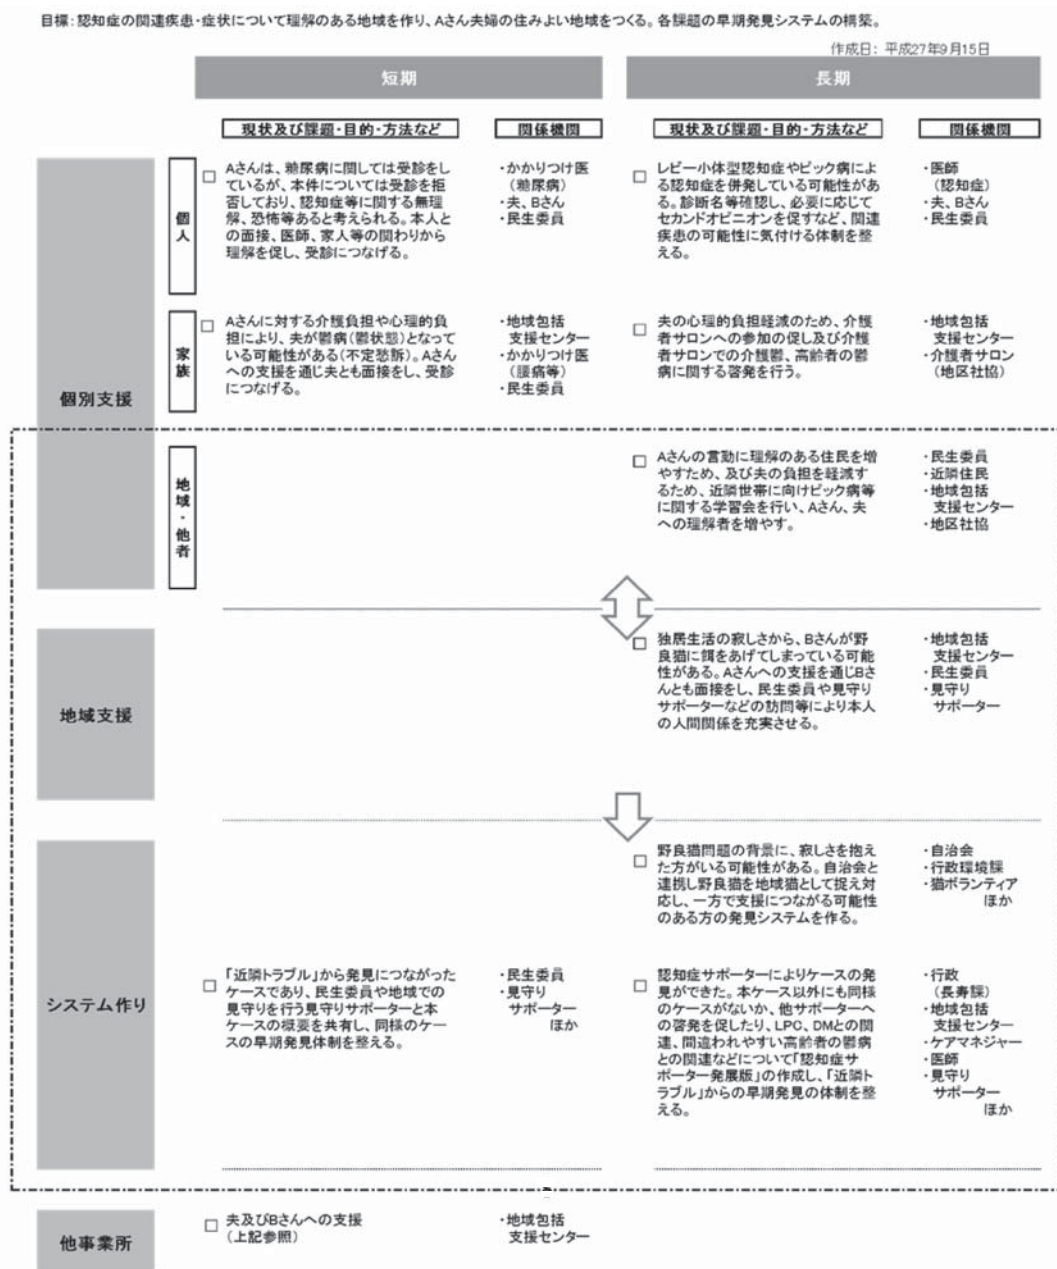 目標：認知症の関連疾患・症状について理解のある地域を作り、Aさん夫婦の住みよい地域をつくる。各課題の早期発見システムの構築。
作成日： 平成27年9月15日
短期
長期
現状及び課題・目的・方法など
関係機関
現状及び課題・目的・方法など
関係機関
個別支援
個人
□ Aさんは、糖尿病に関しては受診をし
ているが、本件については受診を拒
否しており、認知症等に関する無理
解、恐怖等あると考えられる。本人と
の面接、医師、家人等の関わりから
理解を促し、受診につなげる。
・かかりつけ医
（糖尿病）
・夫、Bさん
・民生委員
□ レビー小体型認知症やピック病によ
る認知症を併発している可能性があ
る。診断名等確認し、必要に応じて
セカンドオピニオンを促すなど、関連
疾患の可能性に気付ける体制を整
える。
・医師
（認知症）
・夫、Bさん
・民生委員
家族
□ Aさんに対する介護負担や心理的負
担により、夫が鬱病（鬱状態）となって
いる可能性がある（不定愁訴）。Aさん
への支援を通じ夫とも面接をし、受診
につなげる。
・地域包括
支援センター
・かかりつけ医
（腰痛等）
・民生委員
□ 夫の心理的負担軽減のため、介護
者サロンへの参加の促し及び介護
者サロンでの介護鬱、高齢者の鬱
病に関する啓発を行う。
・地域包括
支援センター
・介護者サロン
（地区社協）
地域・他者
□ Aさんの言動に理解のある住民を増
やすため、及び夫の負担を軽減す
るため、近隣世帯に向けピック病等
に関する学習会を行い、Aさん、夫
への理解者を増やす。
・民生委員
・近隣住民
・地域包括
支援センター
・地区社協
地域支援
□ 独居生活の寂しさから、Bさんが野
良猫に餌をあげてしまっている可能
性がある。Aさんへの支援を通じBさ
んとも面接をし、民生委員や見守り
サポーターなどの訪問等により本人
の人間関係を充実させる。
・地域包括
支援センター
・民生委員
・見守り
サポーター
システム作り
□ 野良猫問題の背景に、寂しさを抱え
た方がいる可能性がある。自治会と
連携し野良猫を地域猫として捉え対
応し、一方で支援につながる可能性
のある方の発見システムを作る。
・自治会
・行政環境課
・猫ボランティア
ほか
□ 「近隣トラブル」から発見につながった
ケースであり、民生委員や地域での
見守りを行う見守りサポーターと本
ケースの概要を共有し、同様のケー
スの早期発見体制を整える。
・民生委員
・見守り
サポーター
ほか
□ 認知症サポーターによりケースの発
見ができた。本ケース以外にも同様
のケースがないか、他サポーターへ
の啓発を促したり、LPC、DMとの関
連、間違われやすい高齢者の鬱病
との関連などについて「認知症サ
ポーター発展版」の作成し、「近隣ト
ラブル」からの早期発見の体制を整
える。
・行政
（長寿課）
・地域包括
支援センター
・ケアマネジャー
・医師
・見守り
サポーター
ほか
他事業所
□ 夫及びBさんへの支援
（上記参照）
・地域包括
支援センター